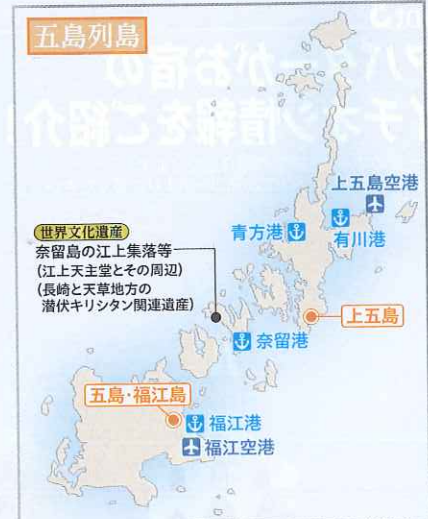 五島列島
上五島空港
青方港
有川港
世界文化遺産
奈留島の江上集落等
(江上天主堂とその周辺)
(長崎と天草地方の
潜伏キリシタン関連遺産)
上五島
奈留港
五島・福江島
福江港
福江空港